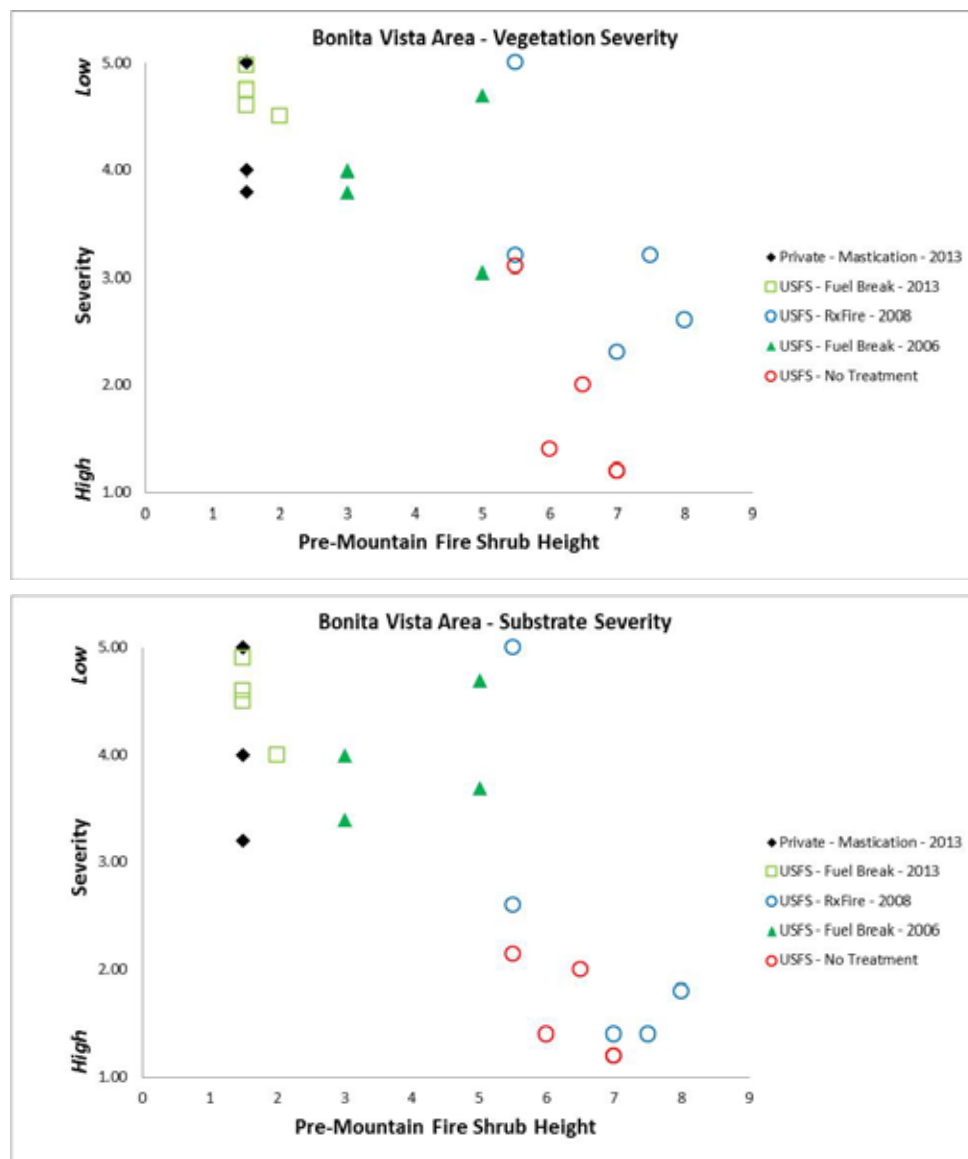 Bonita Vista Area - Vegetation Severity
Low
5.00
4.00
Severity
3.00
2.00
High
1.00
0 1 2 3 4 5 6 7 8 9
Pre-Mountain Fire Shrub Height
Private - Mastication - 2013
USFS - Fuel Break - 2013
USFS - RxFire - 2008
USFS - Fuel Break - 2006
USFS - No Treatment
Bonita Vista Area - Substrate Severity
Low
5.00
4.00
Severity
3.00
2.00
High
1.00
0 1 2 3 4 5 6 7 8 9
Pre-Mountain Fire Shrub Height
Private - Mastication - 2013
USFS - Fuel Break - 2013
USFS - RxFire - 2008
USFS - Fuel Break - 2006
USFS - No Treatment